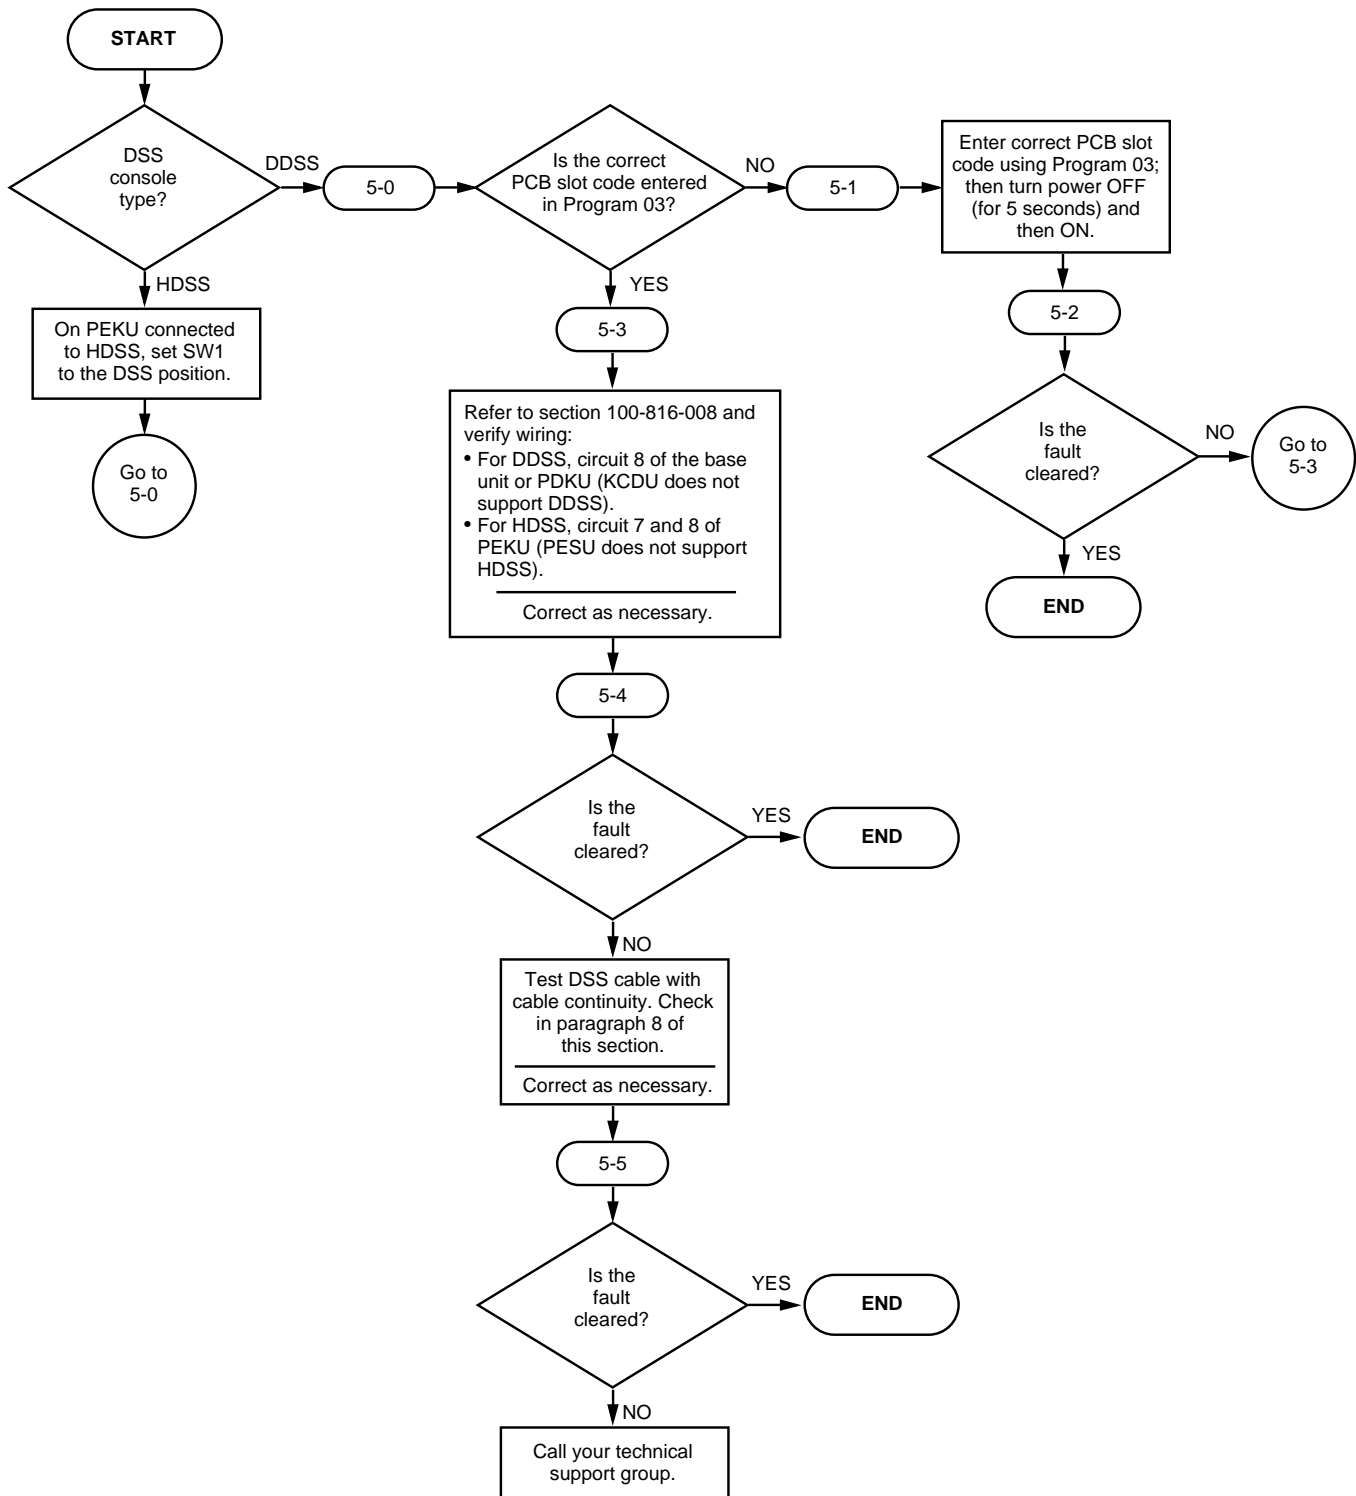 START
DSS
console
type?
DDSS
5-0
Is the correct
PCB slot code entered
in Program 03?
NO
5-1
Enter correct PCB slot
code using Program 03;
then turn power OFF
(for 5 seconds) and
then ON.
HDSS
On PEKU connected
to HDSS, set SW1
to the DSS position.
Go to
5-0
YES
5-3
5-2
Is the
fault
cleared?
NO
Go to
5-3
YES
END
Refer to section 100-816-008 and
verify wiring:
• For DDSS, circuit 8 of the base
unit or PDKU (KCDU does not
support DDSS).
• For HDSS, circuit 7 and 8 of
PEKU (PESU does not support
HDSS).
Correct as necessary.
5-4
Is the
fault
cleared?
YES
END
NO
Test DSS cable with
cable continuity. Check
in paragraph 8 of
this section.
Correct as necessary.
5-5
Is the
fault
cleared?
YES
END
NO
Call your technical
support group.